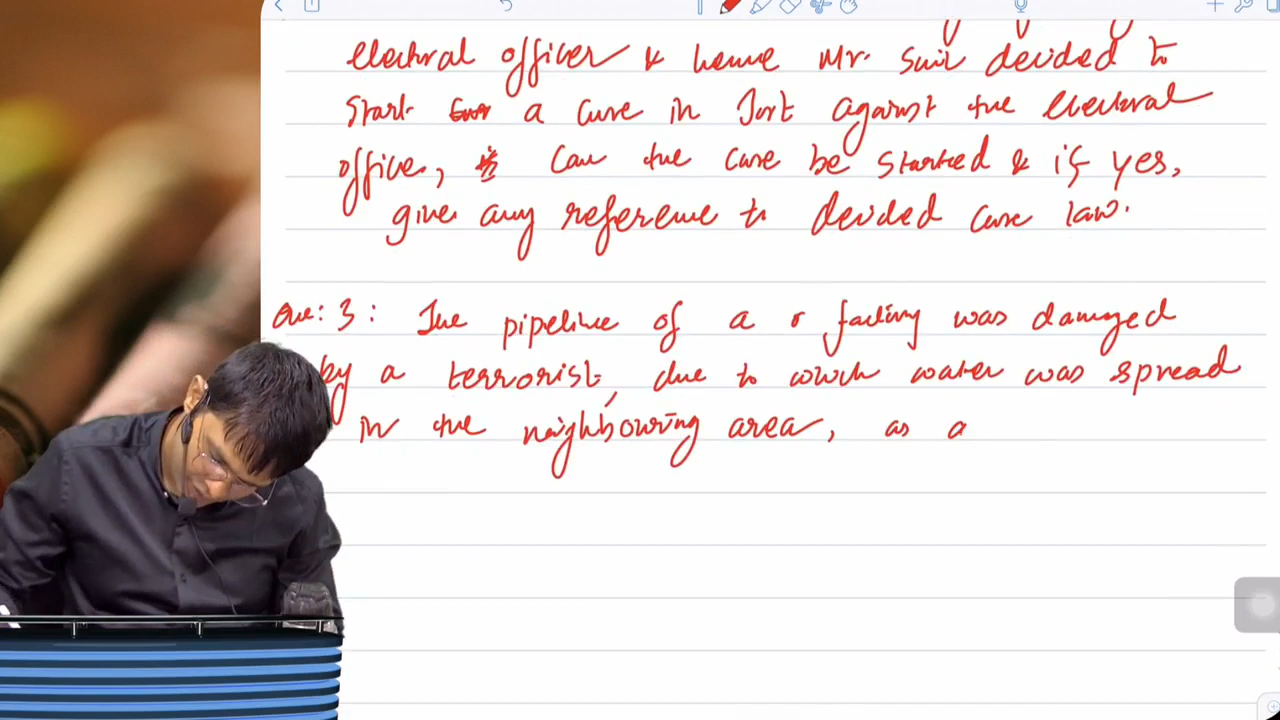 electoral officer & hence Mr. Sunil decided to
start a case in Tort against the electoral
office, Can the case be started & if yes,
give any reference to decided case law.
Que: 3: The pipeline of a factory was damaged
by a terrorist, due to which water was spread
in the neighbouring area, as a